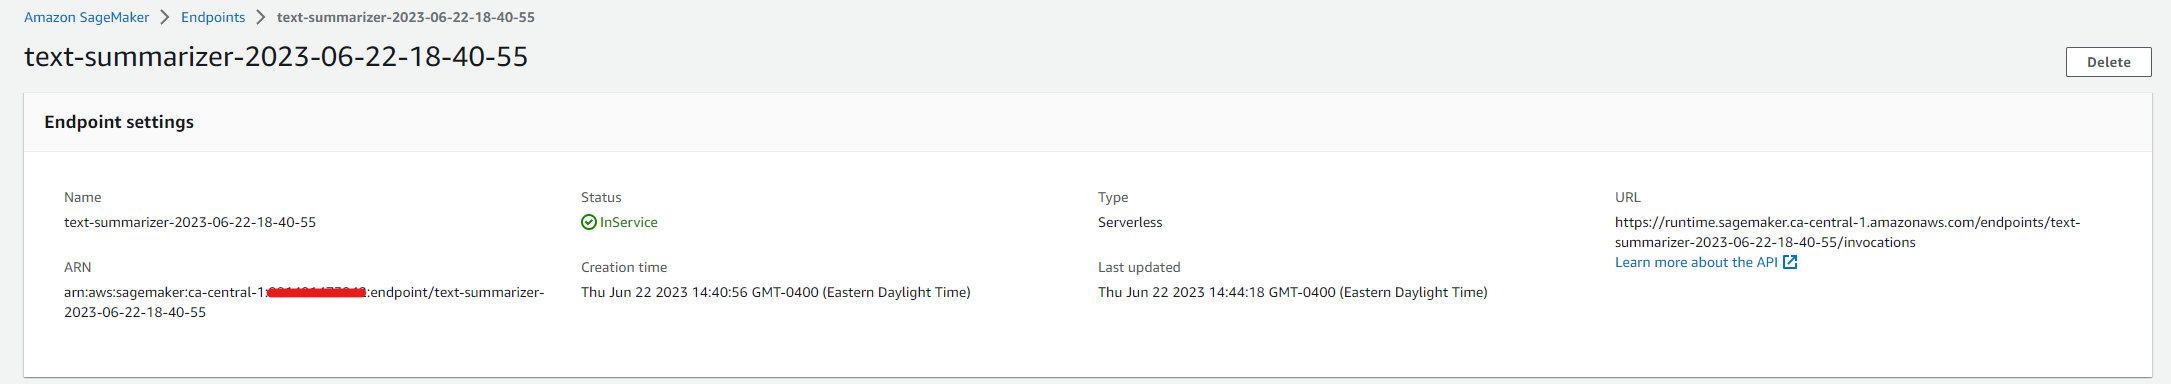 Amazon SageMaker > Endpoints > text-summarizer-2023-06-22-18-40-55
text-summarizer-2023-06-22-18-40-55
Delete
Endpoint settings
Name
text-summarizer-2023-06-22-18-40-55
Status
InService
Type
Serverless
URL
https://runtime.sagemaker.ca-central-1.amazonaws.com/endpoints/text-
summarizer-2023-06-22-18-40-55/invocations
Learn more about the API
ARN
arn:aws:sagemaker:ca-central-1: :endpoint/text-summarizer-
2023-06-22-18-40-55
Creation time
Thu Jun 22 2023 14:40:56 GMT-0400 (Eastern Daylight Time)
Last updated
Thu Jun 22 2023 14:44:18 GMT-0400 (Eastern Daylight Time)